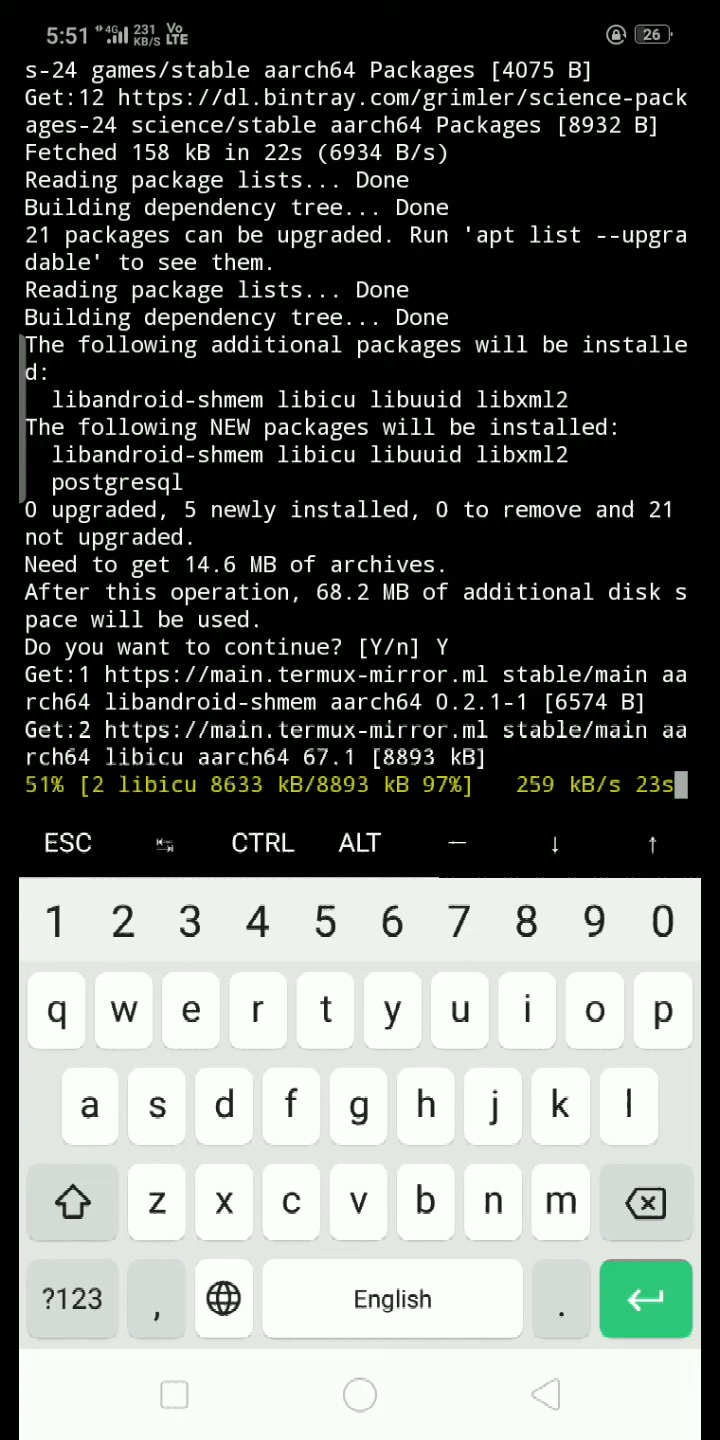 5:51 4G 231 KB/S Vo LTE 26
s-24 games/stable aarch64 Packages [4075 B]
Get:12 https://dl.bintray.com/grimler/science-pack
ages-24 science/stable aarch64 Packages [8932 B]
Fetched 158 kB in 22s (6934 B/s)
Reading package lists... Done
Building dependency tree... Done
21 packages can be upgraded. Run 'apt list --upgra
dable' to see them.
Reading package lists... Done
Building dependency tree... Done
The following additional packages will be installe
d:
  libandroid-shmem libicu libuuid libxml2
The following NEW packages will be installed:
  libandroid-shmem libicu libuuid libxml2
  postgresql
0 upgraded, 5 newly installed, 0 to remove and 21
not upgraded.
Need to get 14.6 MB of archives.
After this operation, 68.2 MB of additional disk s
pace will be used.
Do you want to continue? [Y/n] Y
Get:1 https://main.termux-mirror.ml stable/main aa
rch64 libandroid-shmem aarch64 0.2.1-1 [6574 B]
Get:2 https://main.termux-mirror.ml stable/main aa
rch64 libicu aarch64 67.1 [8893 kB]
51% [2 libicu 8633 kB/8893 kB 97%]   259 kB/s 23s
ESC ↹ CTRL ALT — ↓ ↑
1 2 3 4 5 6 7 8 9 0
q w e r t y u i o p
a s d f g h j k l
z x c v b n m
?123 , English .